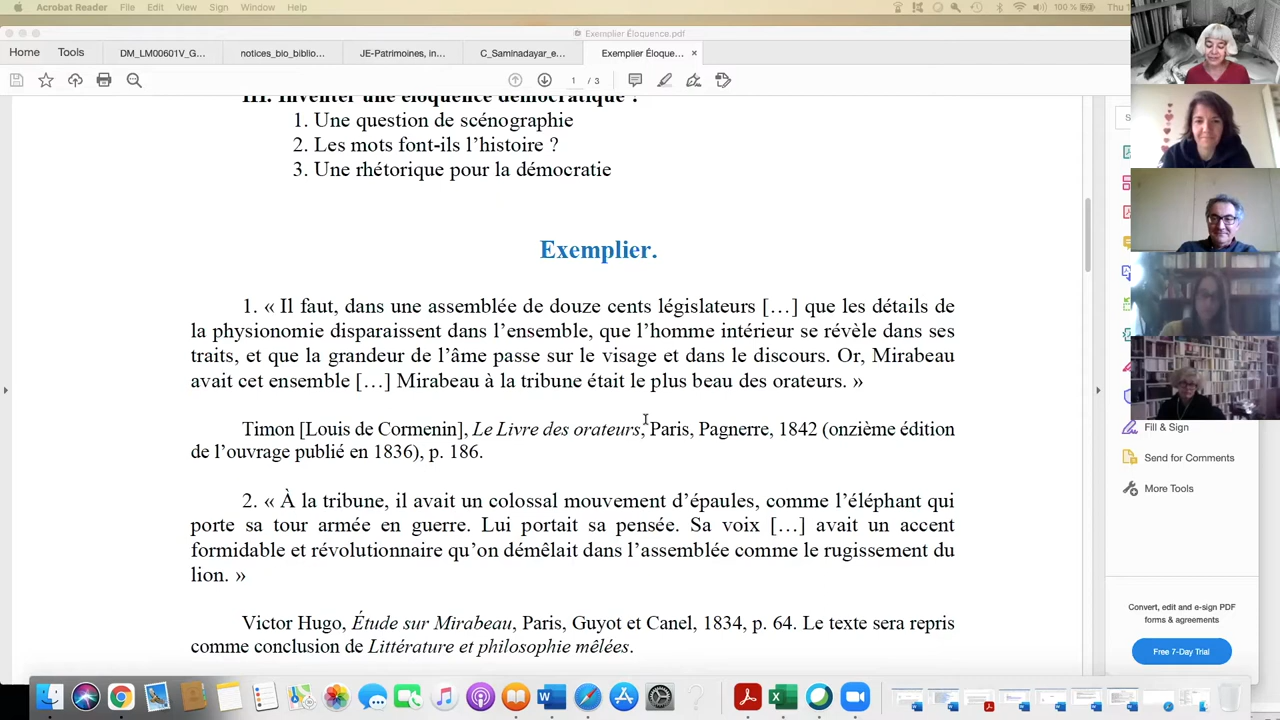 Acrobat Reader File Edit View Sign Window Help 100 % Thu 1
Exemplier Éloquence.pdf
Home Tools DM_LM00601V_G... notices_bio_biblio... JE-Patrimoines, in... C_Saminadayar_e... Exemplier Éloque... ×
1 / 3
III. Inventer une éloquence démocratique ?
1. Une question de scénographie
2. Les mots font-ils l’histoire ?
3. Une rhétorique pour la démocratie
Exemplier.
1. « Il faut, dans une assemblée de douze cents législateurs […] que les détails de
la physionomie disparaissent dans l’ensemble, que l’homme intérieur se révèle dans ses
traits, et que la grandeur de l’âme passe sur le visage et dans le discours. Or, Mirabeau
avait cet ensemble […] Mirabeau à la tribune était le plus beau des orateurs. »
Timon [Louis de Cormenin], Le Livre des orateurs, Paris, Pagnerre, 1842 (onzième édition
de l’ouvrage publié en 1836), p. 186.
2. « À la tribune, il avait un colossal mouvement d’épaules, comme l’éléphant qui
porte sa tour armée en guerre. Lui portait sa pensée. Sa voix […] avait un accent
formidable et révolutionnaire qu’on démêlait dans l’assemblée comme le rugissement du
lion. »
Victor Hugo, Étude sur Mirabeau, Paris, Guyot et Canel, 1834, p. 64. Le texte sera repris
comme conclusion de Littérature et philosophie mêlées.
S
Fill & Sign
Send for Comments
More Tools
Convert, edit and e-sign PDF
forms & agreements
Free 7-Day Trial